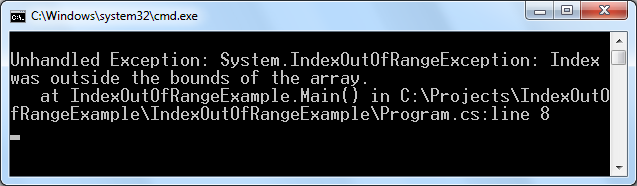 C:\Windows\system32\cmd.exe
Unhandled Exception: System.IndexOutOfRangeException: Index
was outside the bounds of the array.
   at IndexOutOfRangeExample.Main() in C:\Projects\IndexOutO
fRangeExample\IndexOutOfRangeExample\Program.cs:line 8